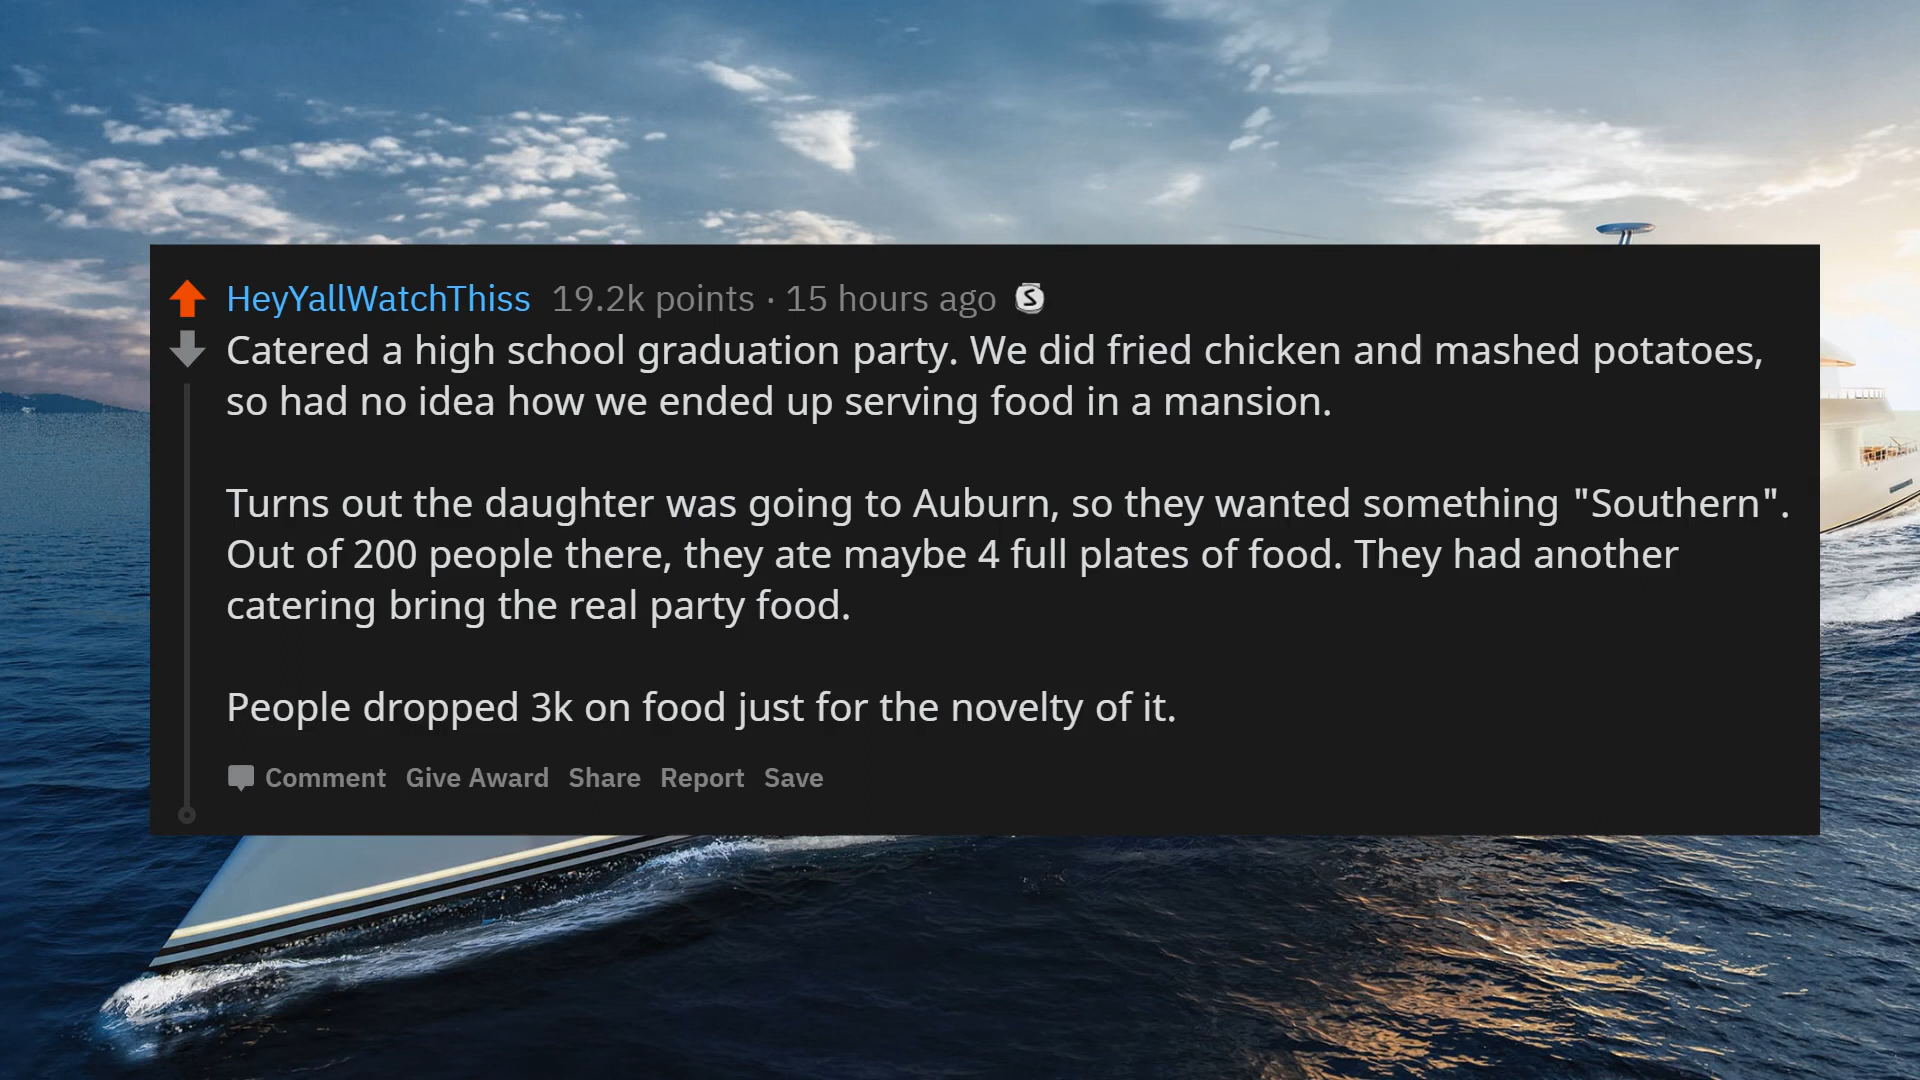 HeyYallWatchThiss 19.2k points · 15 hours ago S
Catered a high school graduation party. We did fried chicken and mashed potatoes,
so had no idea how we ended up serving food in a mansion.
Turns out the daughter was going to Auburn, so they wanted something "Southern".
Out of 200 people there, they ate maybe 4 full plates of food. They had another
catering bring the real party food.
People dropped 3k on food just for the novelty of it.
Comment Give Award Share Report Save